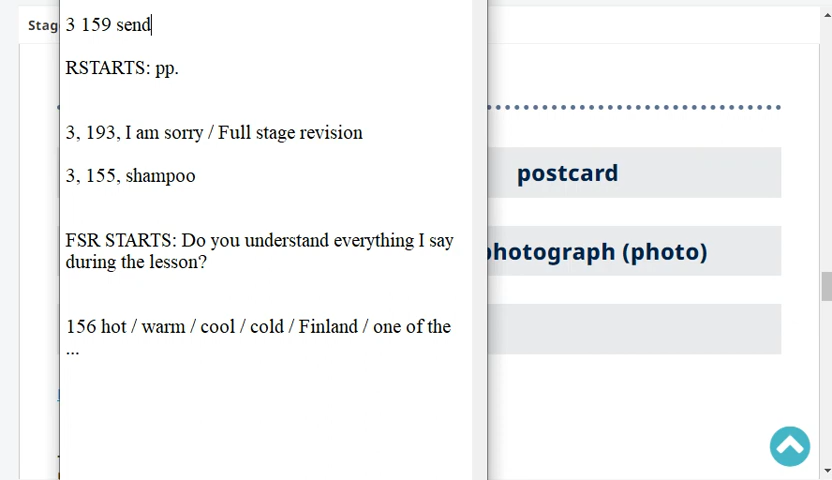 Stag
3 159 send
RSTARTS: pp.
3, 193, I am sorry / Full stage revision
3, 155, shampoo
FSR STARTS: Do you understand everything I say
during the lesson?
156 hot / warm / cool / cold / Finland / one of the
...
postcard
photograph (photo)